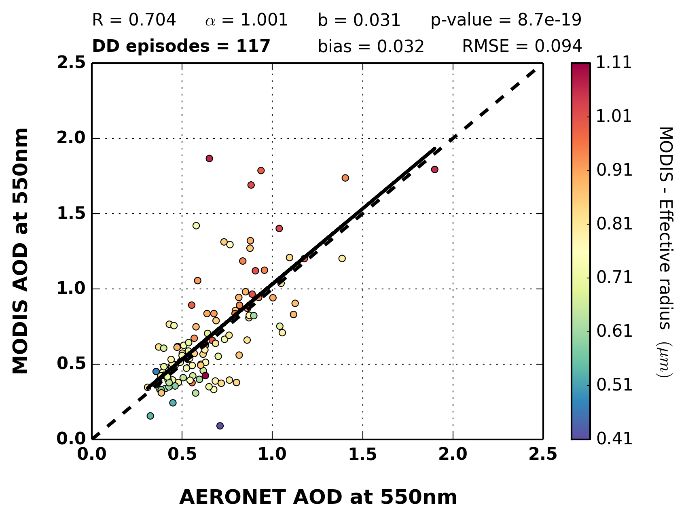 R = 0.704 α = 1.001 b = 0.031 p-value = 8.7e-19
DD episodes = 117 bias = 0.032 RMSE = 0.094
2.5
2.0
1.5
1.0
0.5
0.0
MODIS AOD at 550nm
0.0 0.5 1.0 1.5 2.0 2.5
AERONET AOD at 550nm
1.11
1.01
0.91
0.81
0.71
0.61
0.51
0.41
MODIS - Effective radius (μm)